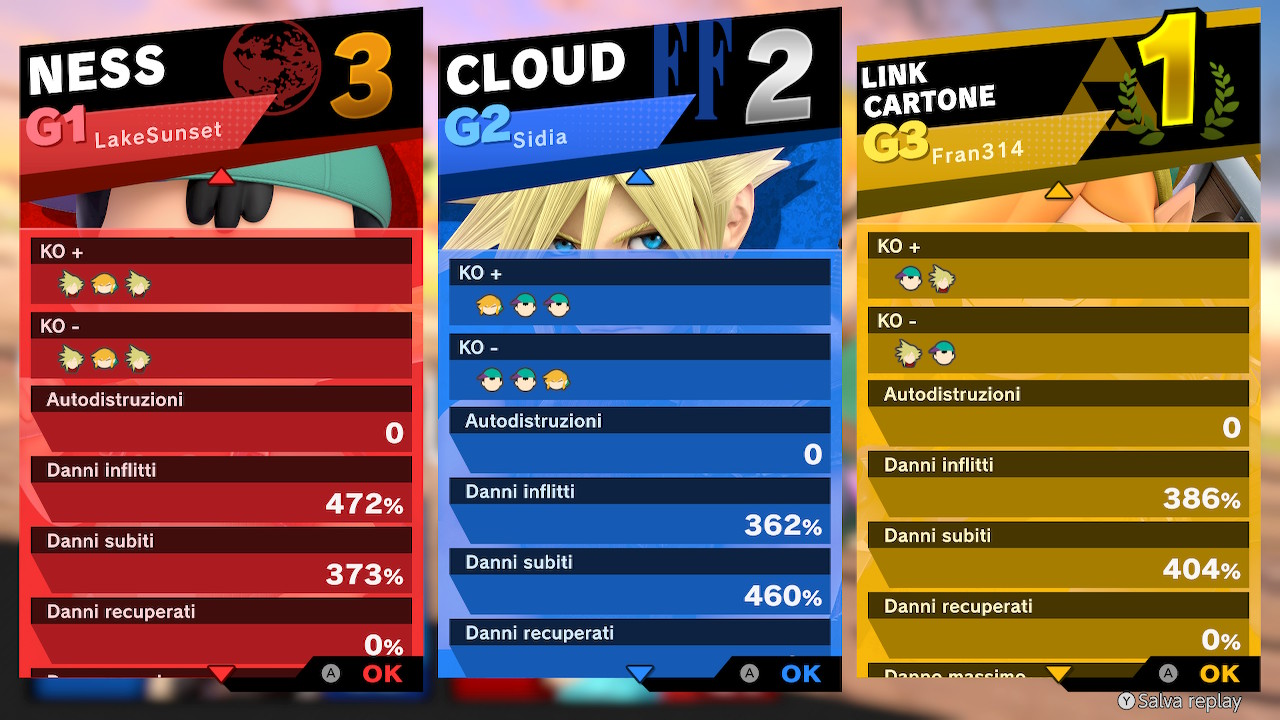 NESS 3
G1 LakeSunset
KO +
KO -
Autodistruzioni
0
Danni inflitti
472%
Danni subiti
373%
Danni recuperati
0%
A OK
CLOUD FF 2
G2 Sidia
KO +
KO -
Autodistruzioni
0
Danni inflitti
362%
Danni subiti
460%
Danni recuperati
A OK
LINK
CARTONE
1
G3 Fran314
KO +
KO -
Autodistruzioni
0
Danni inflitti
386%
Danni subiti
404%
Danni recuperati
0%
Danno massimo
A OK
Y Salva replay